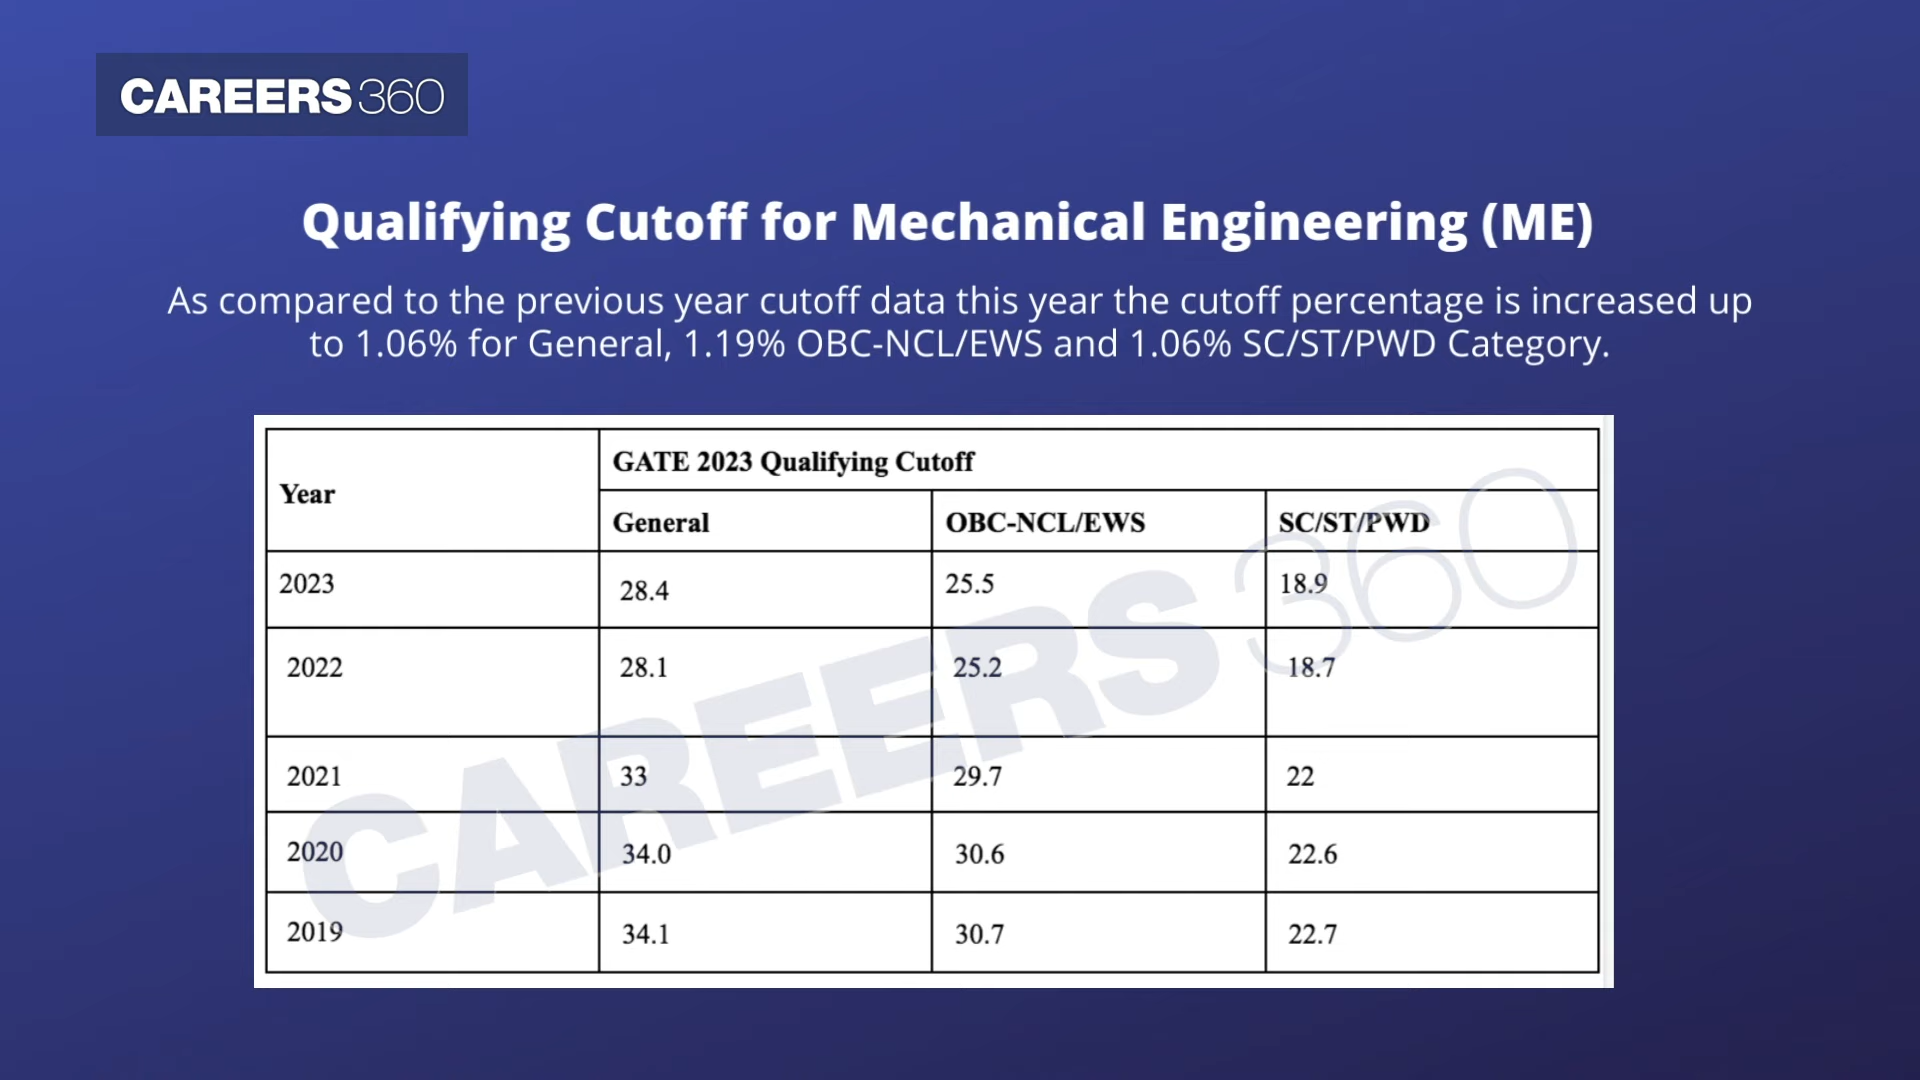 CAREERS360
Qualifying Cutoff for Mechanical Engineering (ME)
As compared to the previous year cutoff data this year the cutoff percentage is increased up
to 1.06% for General, 1.19% OBC-NCL/EWS and 1.06% SC/ST/PWD Category.
Year
GATE 2023 Qualifying Cutoff
General OBC-NCL/EWS SC/ST/PWD
2023 28.4 25.5 18.9
2022 28.1 25.2 18.7
2021 33 29.7 22
2020 34.0 30.6 22.6
2019 34.1 30.7 22.7
CAREERS360